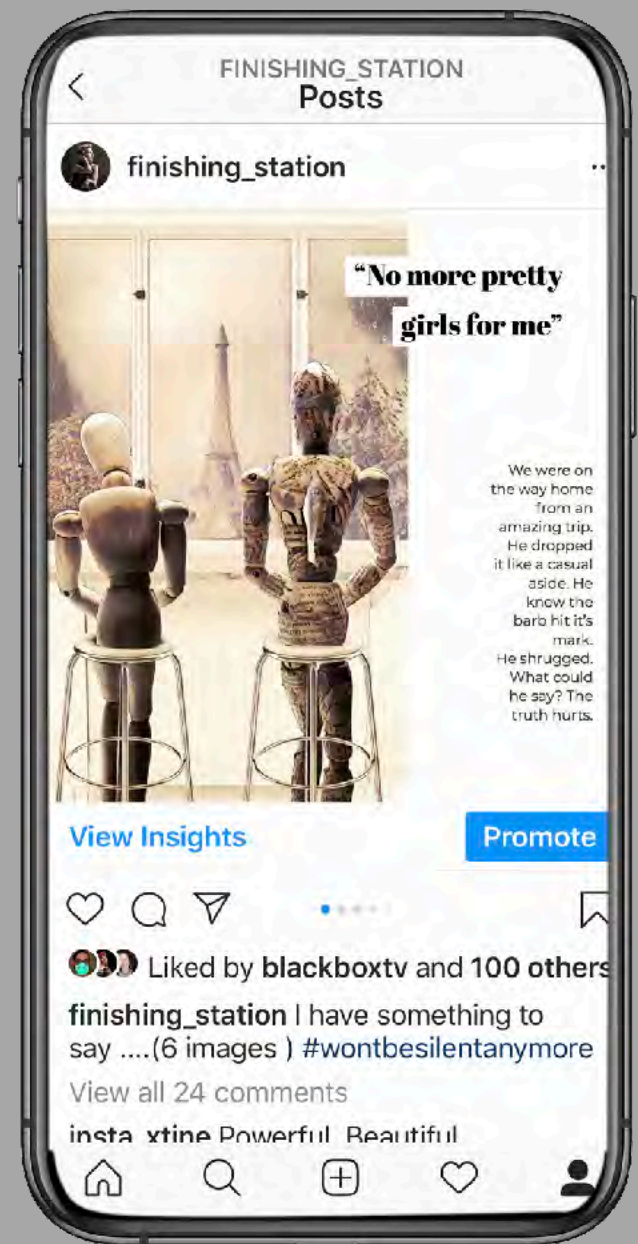 FINISHING_STATION
Posts
finishing_station
“No more pretty
girls for me”
We were on
the way home
from an
amazing trip.
He dropped
it like a casual
aside. He
know the
barb hit it's
mark.
He shrugged.
What could
he say? The
truth hurts.
View Insights
Promote
Liked by blackboxtv and 100 others
finishing_station I have something to
say ....(6 images ) #wontbesilentanymore
View all 24 comments
insta_xtine Powerful. Beautiful